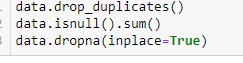 data.drop_duplicates()
data.isnull().sum()
data.dropna(inplace=True)